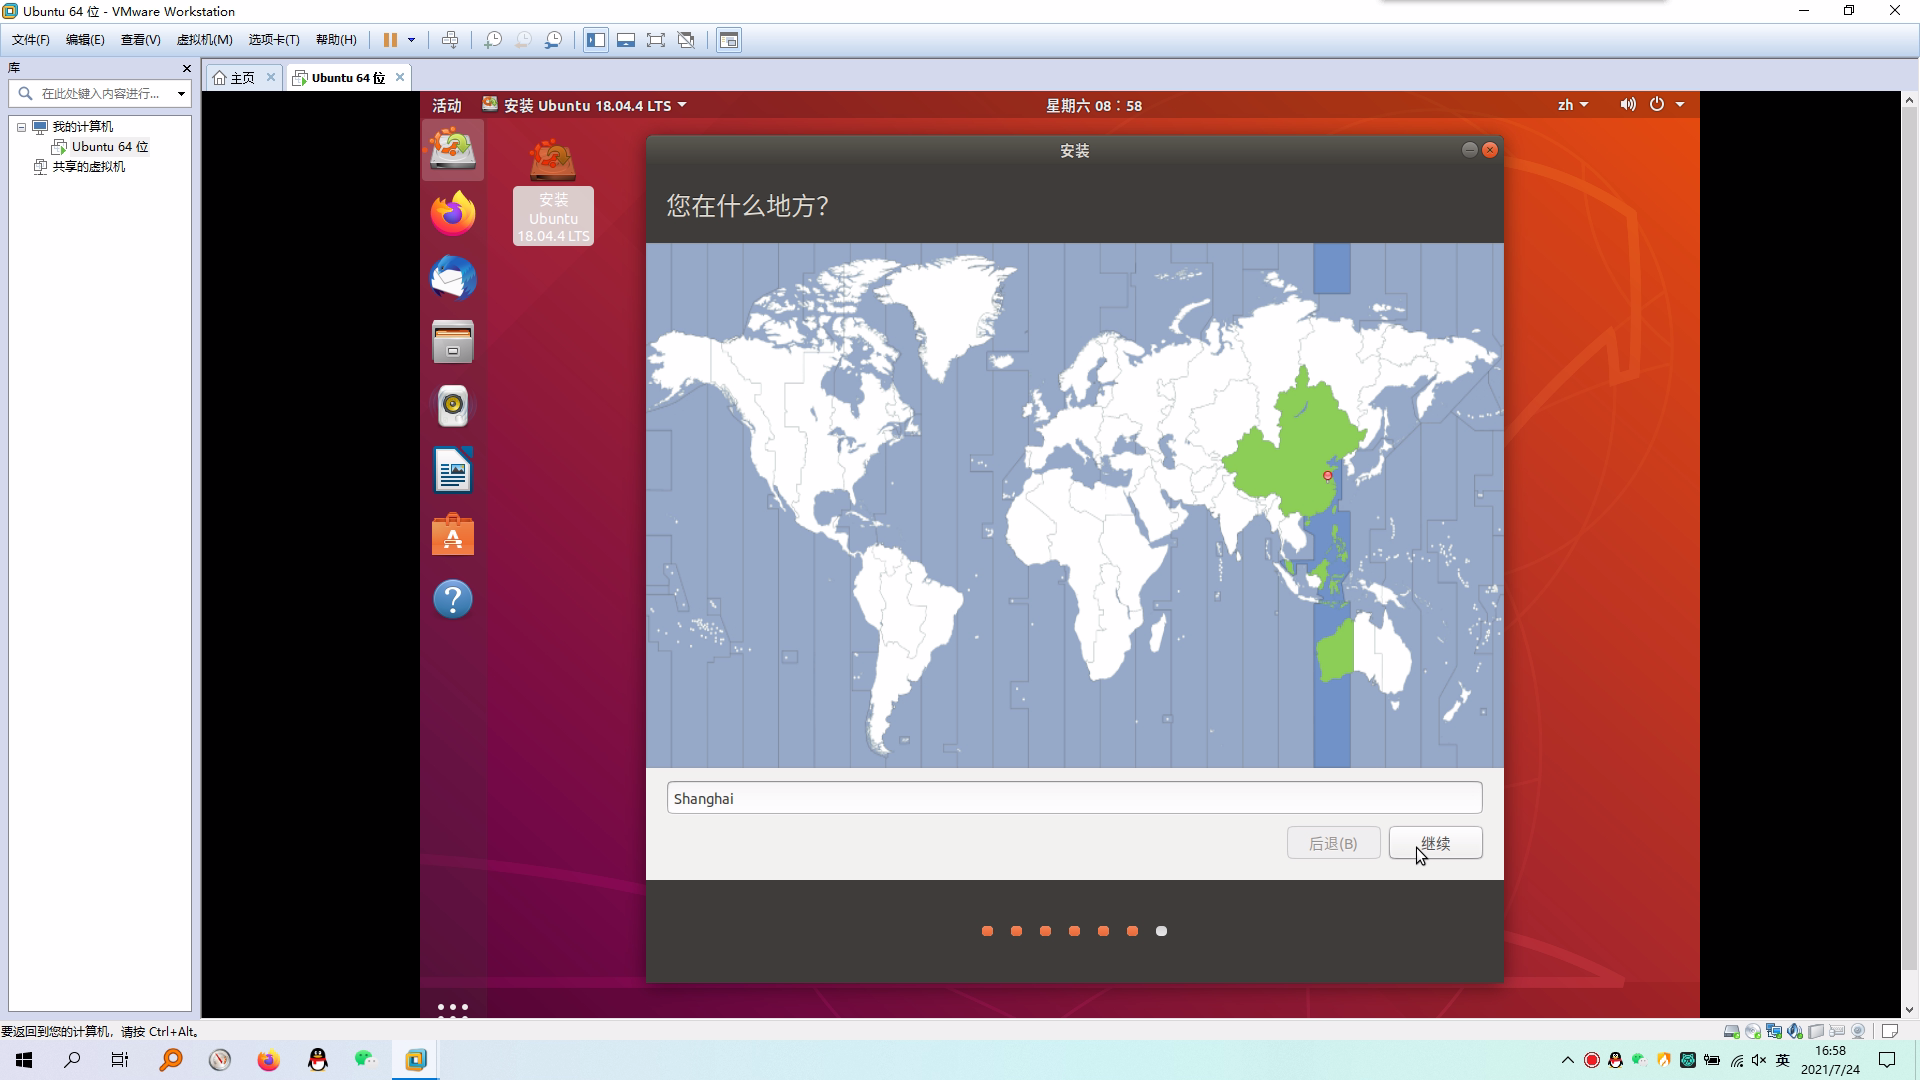 Ubuntu 64 位 - VMware Workstation
文件(F) 编辑(E) 查看(V) 虚拟机(M) 选项卡(T) 帮助(H)
库
在此处键入内容进行...
我的计算机
Ubuntu 64 位
共享的虚拟机
主页
Ubuntu 64 位
活动
安装 Ubuntu 18.04.4 LTS
星期六 08：58
zh
安装
Ubuntu
18.04.4 LTS
安装
您在什么地方？
Shanghai
后退(B)
继续
要返回到您的计算机，请按 Ctrl+Alt。
英
16:58
2021/7/24